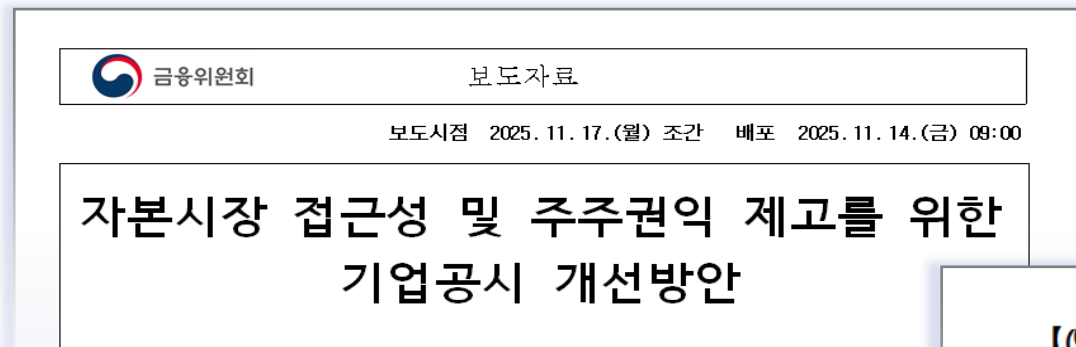 금융위원회 보도자료
보도시점 2025.11.17.(월) 조간 배포 2025.11.14.(금) 09:00
자본시장 접근성 및 주주권익 제고를 위한
기업공시 개선방안